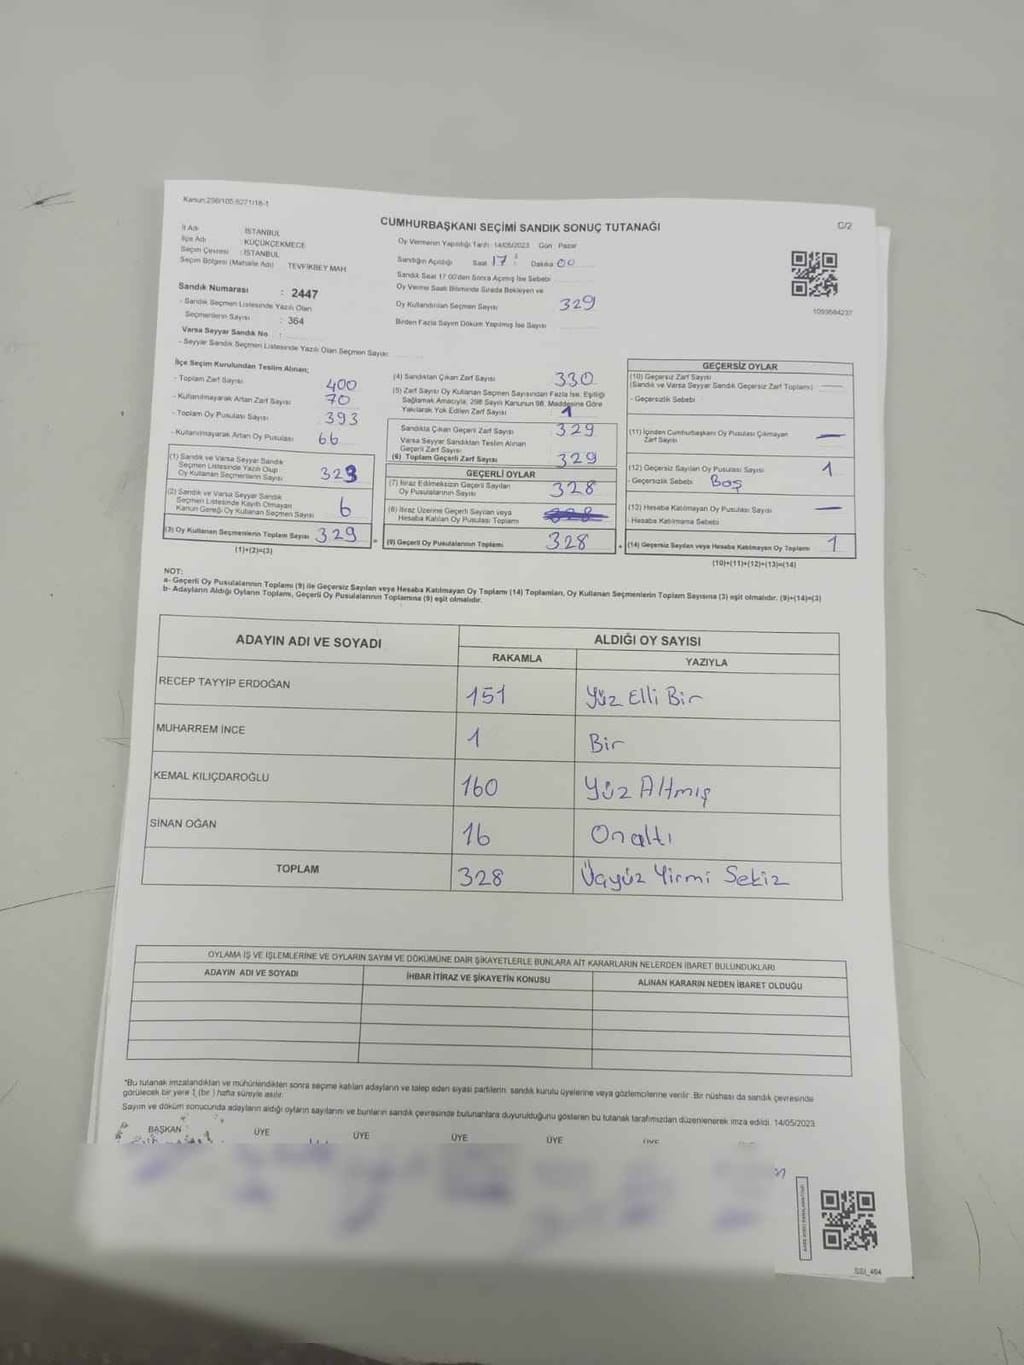 Kanun:298/105;6271/18-1
CUMHURBAŞKANI SEÇİMİ SANDIK SONUÇ TUTANAĞI
C/2
İl Adı : İSTANBUL
İlçe Adı : KÜÇÜKÇEKMECE
Seçim Çevresi : İSTANBUL
Seçim Bölgesi (Mahalle Adı) TEVFİKBEY MAH
Sandık Numarası : 2447
- Sandık Seçmen Listesinde Yazılı Olan
Seçmenlerin Sayısı : 364
Varsa Seyyar Sandık No :
- Seyyar Sandık Seçmen Listesinde Yazılı Olan Seçmen Sayısı:
Oy Vermenin Yapıldığı Tarih: 14/05/2023 Gün: Pazar
Sandığın Açıldığı Saat 17 : Dakika 00
Sandık Saat 17.00'den Sonra Açılmış İse Sebebi
Oy Verme Saati Bitiminde Sırada Bekleyen ve
Oy Kullandırılan Seçmen Sayısı 329
Birden Fazla Sayım Döküm Yapılmış İse Sayısı
1093584237
İlçe Seçim Kurulundan Teslim Alınan;
- Toplam Zarf Sayısı 400
- Kullanılmayarak Artan Zarf Sayısı 70
- Toplam Oy Pusulası Sayısı 393
- Kullanılmayarak Artan Oy Pusulası 66
(1) Sandık ve Varsa Seyyar Sandık
Seçmen Listesinde Yazılı Olup
Oy Kullanan Seçmenlerin Sayısı 323
(2) Sandık ve Varsa Seyyar Sandık
Seçmen Listesinde Kayıtlı Olmayan
Kanun Gereği Oy Kullanan Seçmen Sayısı 6
(3) Oy Kullanan Seçmenlerin Toplam Sayısı 329
(1)+(2)=(3)
(4) Sandıktan Çıkan Zarf Sayısı 330
(5) Zarf Sayısı Oy Kullanan Seçmen Sayısından Fazla İse, Eşitliği
Sağlamak Amacıyla, 298 Sayılı Kanunun 98. Maddesine Göre
Yakılarak Yok Edilen Zarf Sayısı 1
Sandıkta Çıkan Geçerli Zarf Sayısı 329
Varsa Seyyar Sandıktan Teslim Alınan
Geçerli Zarf Sayısı
(6) Toplam Geçerli Zarf Sayısı 329
GEÇERLİ OYLAR
(7) İtiraz Edilmeksizin Geçerli Sayılan
Oy Pusulalarının Sayısı 328
(8) İtiraz Üzerine Geçerli Sayılan veya
Hesaba Katılan Oy Pusulası Toplamı
(9) Geçerli Oy Pusulalarının Toplamı 328
GEÇERSİZ OYLAR
(10) Geçersiz Zarf Sayısı
(Sandık ve Varsa Seyyar Sandık Geçersiz Zarf Toplamı) —
- Geçersizlik Sebebi
(11) İçinden Cumhurbaşkanı Oy Pusulası Çıkmayan
Zarf Sayısı —
(12) Geçersiz Sayılan Oy Pusulası Sayısı 1
- Geçersizlik Sebebi Boş
(13) Hesaba Katılmayan Oy Pusulası Sayısı —
- Hesaba Katılmama Sebebi
(14) Geçersiz Sayılan veya Hesaba Katılmayan Oy Toplamı 1
(10)+(11)+(12)+(13)=(14)
NOT:
a- Geçerli Oy Pusulalarının Toplamı (9) ile Geçersiz Sayılan veya Hesaba Katılmayan Oy Toplamı (14) Toplamları, Oy Kullanan Seçmenlerin Toplam Sayısına (3) eşit olmalıdır. (9)+(14)=(3)
b- Adayların Aldığı Oyların Toplamı, Geçerli Oy Pusulalarının Toplamına (9) eşit olmalıdır.
ADAYIN ADI VE SOYADI
ALDIĞI OY SAYISI
RAKAMLA YAZIYLA
RECEP TAYYİP ERDOĞAN 151 Yüz Elli Bir
MUHARREM İNCE 1 Bir
KEMAL KILIÇDAROĞLU 160 Yüz Altmış
SİNAN OĞAN 16 Onaltı
TOPLAM 328 Üçyüz Yirmi Sekiz
OYLAMA İŞ VE İŞLEMLERİNE VE OYLARIN SAYIM VE DÖKÜMÜNE DAİR ŞİKAYETLERLE BUNLARA AİT KARARLARIN NELERDEN İBARET BULUNDUKLARI
ADAYIN ADI VE SOYADI İHBAR İTİRAZ VE ŞİKAYETİN KONUSU ALINAN KARARIN NEDEN İBARET OLDUĞU
*Bu tutanak imzalandıktan ve mühürlendikten sonra seçime katılan adayların ve talep eden siyasi partilerin sandık kurulu üyelerine veya gözlemcilerine verilir. Bir nüshası da sandık çevresinde
görülecek bir yere 1 (bir) hafta süreyle asılır.
Sayım ve döküm sonucunda adayların aldığı oyların sayılarını ve bunların sandık çevresinde bulunanlara duyurulduğunu gösteren bu tutanak tarafımızdan düzenlenerek imza edildi. 14/05/2023
BAŞKAN ÜYE ÜYE ÜYE ÜYE ÜYE